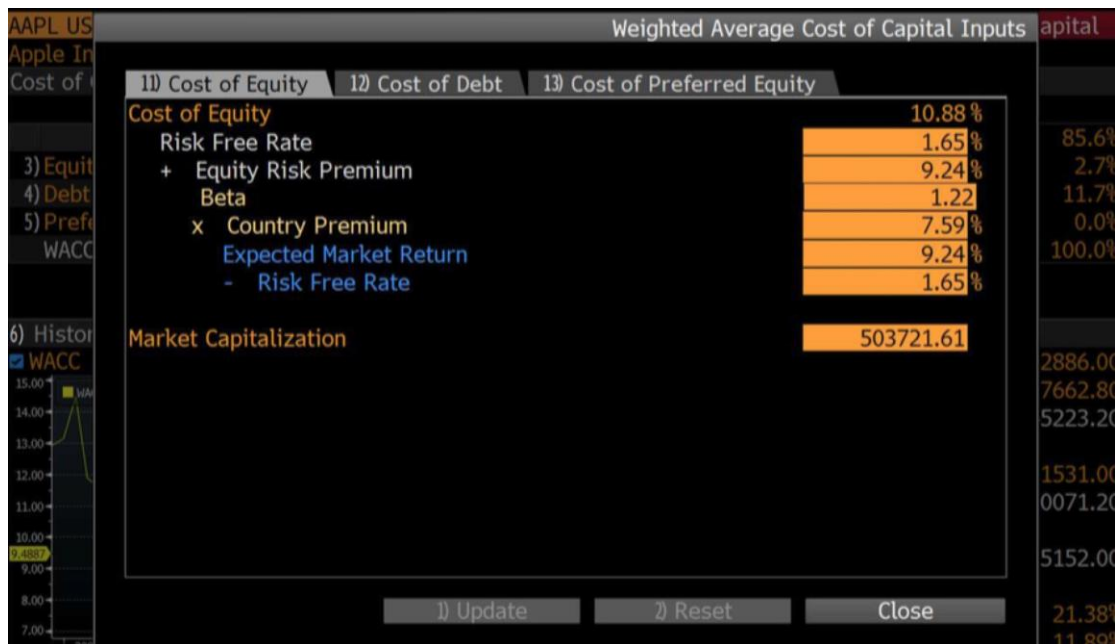 AAPL US
Weighted Average Cost of Capital Inputs
apital
Apple In
Cost of
11) Cost of Equity
12) Cost of Debt
13) Cost of Preferred Equity
Cost of Equity 10.88 %
Risk Free Rate 1.65 %
85.6%
3) Equit
+ Equity Risk Premium 9.24 %
2.7%
4) Debt
Beta 1.22
11.7%
5) Prefe
x Country Premium 7.59 %
0.0%
WACC
Expected Market Return 9.24 %
100.0%
- Risk Free Rate 1.65 %
6) Histor
Market Capitalization 503721.61
WACC
2886.00
15.00
WA
7662.80
14.00
5223.20
13.00
12.00
1531.00
11.00
0071.20
10.00
9.4887
9.00
5152.00
8.00
1) Update
2) Reset
Close
21.38%
7.00